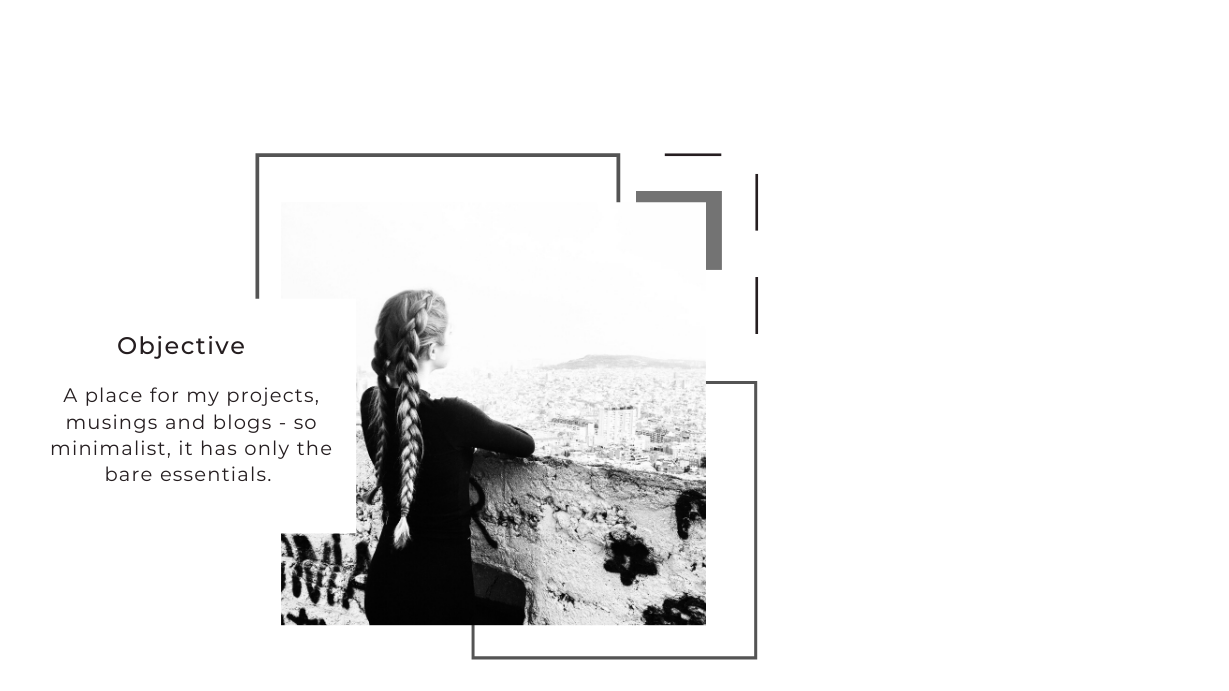 Objective
A place for my projects,
musings and blogs - so
minimalist, it has only the
bare essentials.